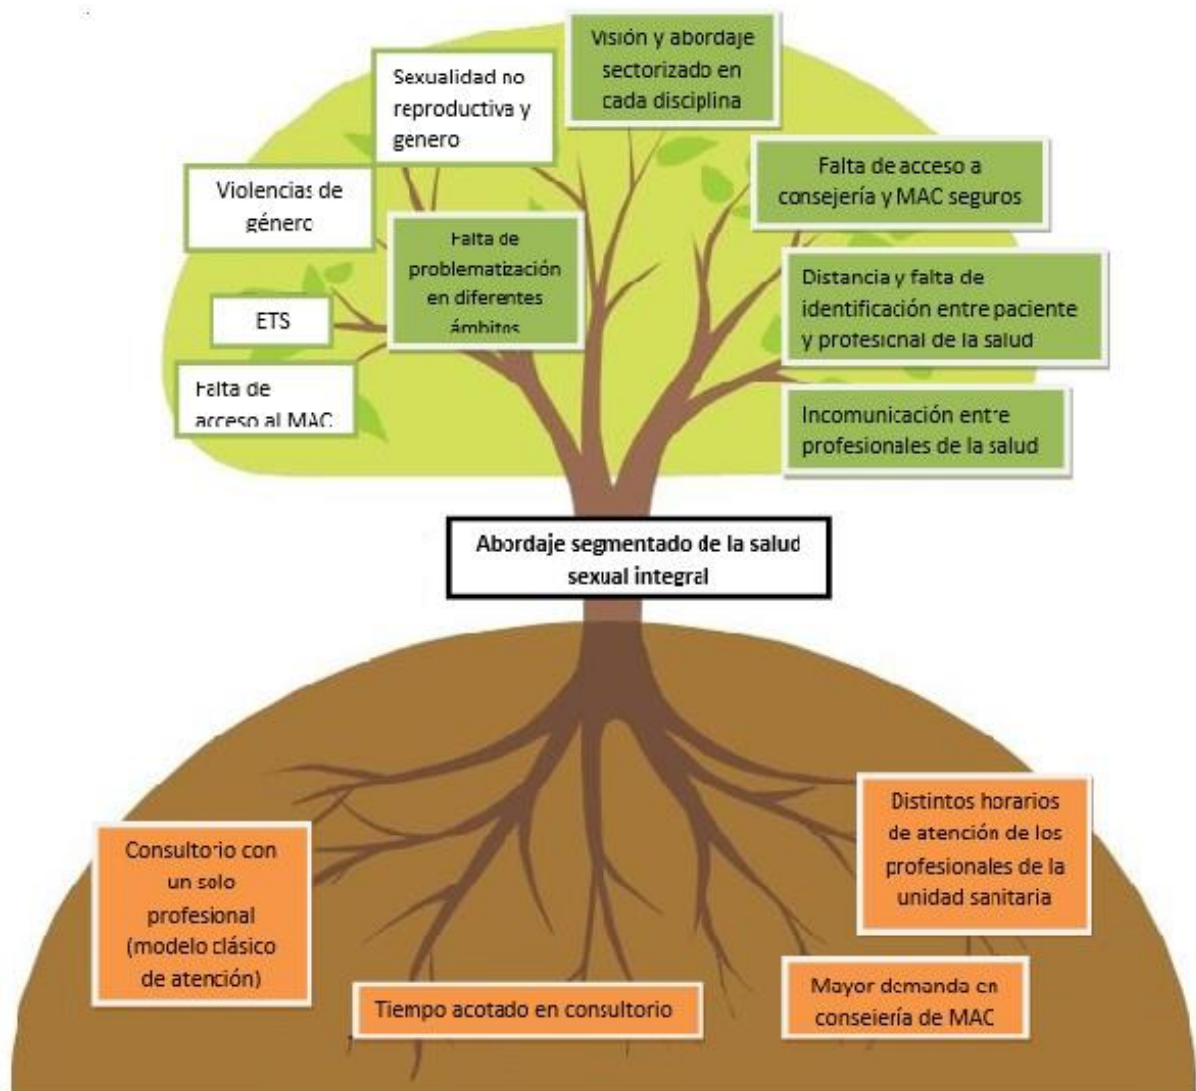 Visión y abordaje
sectorizado en
cada disciplina
Sexualidad no
reproductiva y
genero
Falta de acceso a
consejería y MAC seguros
Violencias de
género
Falta de
problematización
en diferentes
ámbitos
Distancia y falta de
identificación entre paciente
y profesional de la salud
ETS
Falta de
acceso al MAC
Incomunicación entre
profesionales de la salud
Abordaje segmentado de la salud
sexual integral
Distintos horarios
de atención de los
profesionales de la
unidad sanitaria
Consultorio con
un solo
profesional
(modelo clásico
de atención)
Tiempo acotado en consultorio
Mayor demanda en
consejería de MAC